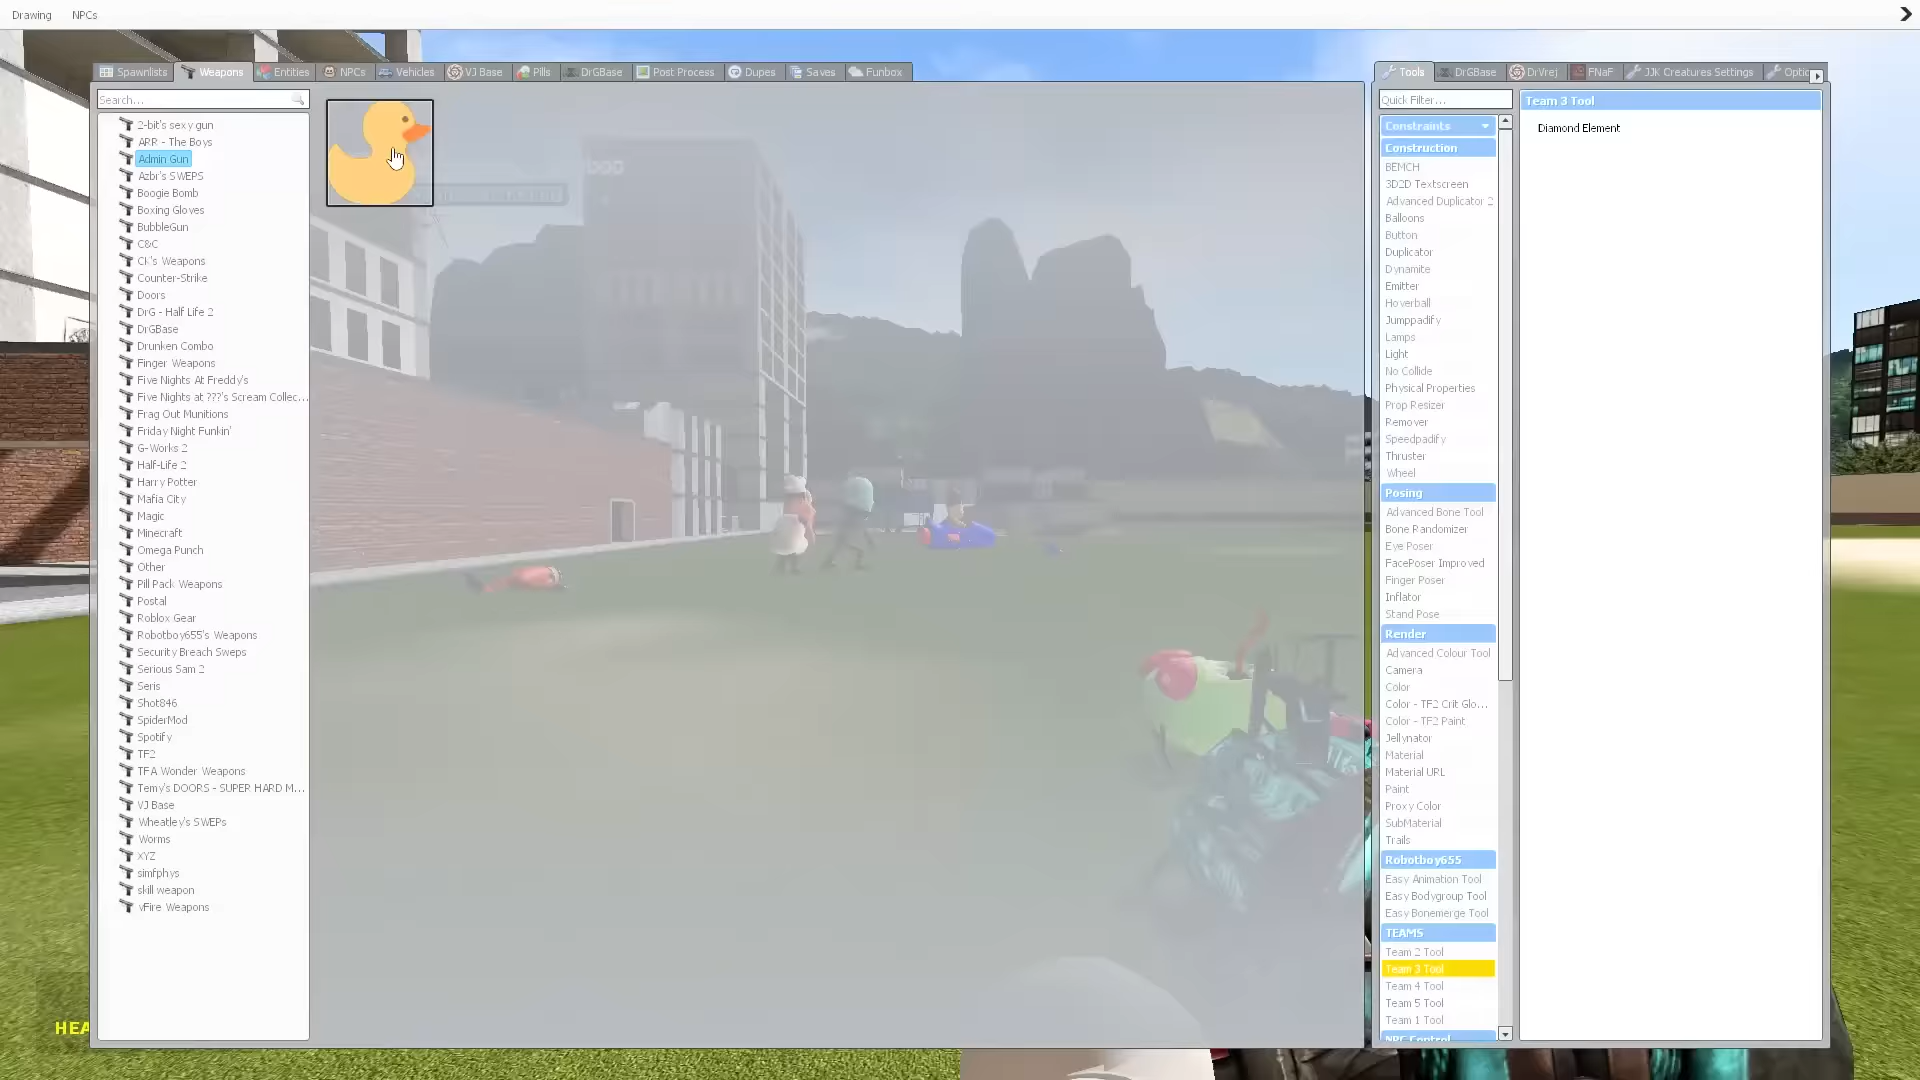 Drawing NPCs
Spawnlists Weapons Entities NPCs Vehicles VJ Base Pills DrGBase Post Process Dupes Saves Funbox
Search...
2-bit's sexy gun
ARR - The Boys
Admin Gun
Azbr's SWEPS
Boogie Bomb
Boxing Gloves
BubbleGun
C&C
CK's Weapons
Counter-Strike
Doors
DrG - Half Life 2
DrGBase
Drunken Combo
Finger Weapons
Five Nights At Freddy's
Five Nights at ???'s Scream Collec...
Frag Out Munitions
Friday Night Funkin'
G-Works 2
Half-Life 2
Harry Potter
Mafia City
Magic
Minecraft
Omega Punch
Other
Pill Pack Weapons
Postal
Roblox Gear
Robotboy655's Weapons
Security Breach Sweps
Serious Sam 2
Seris
Shot846
SpiderMod
Spotify
TF2
TFA Wonder Weapons
Temy's DOORS - SUPER HARD M...
VJ Base
Wheatley's SWEPs
Worms
XYZ
simfphys
skill weapon
vFire Weapons
HEA
Tools DrGBase DrVrej FNaF JJK Creatures Settings Optio
Quick Filter...
Constraints
Construction
BEMCH
3D2D Textscreen
Advanced Duplicator 2
Balloons
Button
Duplicator
Dynamite
Emitter
Hoverball
Jumppadify
Lamps
Light
No Collide
Physical Properties
Prop Resizer
Remover
Speedpadify
Thruster
Wheel
Posing
Advanced Bone Tool
Bone Randomizer
Eye Poser
FacePoser Improved
Finger Poser
Inflator
Stand Pose
Render
Advanced Colour Tool
Camera
Color
Color - TF2 Crit Glo...
Color - TF2 Paint
Jellynator
Material
Material URL
Paint
Proxy Color
SubMaterial
Trails
Robotboy655
Easy Animation Tool
Easy Bodygroup Tool
Easy Bonemerge Tool
TEAMS
Team 2 Tool
Team 3 Tool
Team 4 Tool
Team 5 Tool
Team 1 Tool
NPC Control
Team 3 Tool
Diamond Element